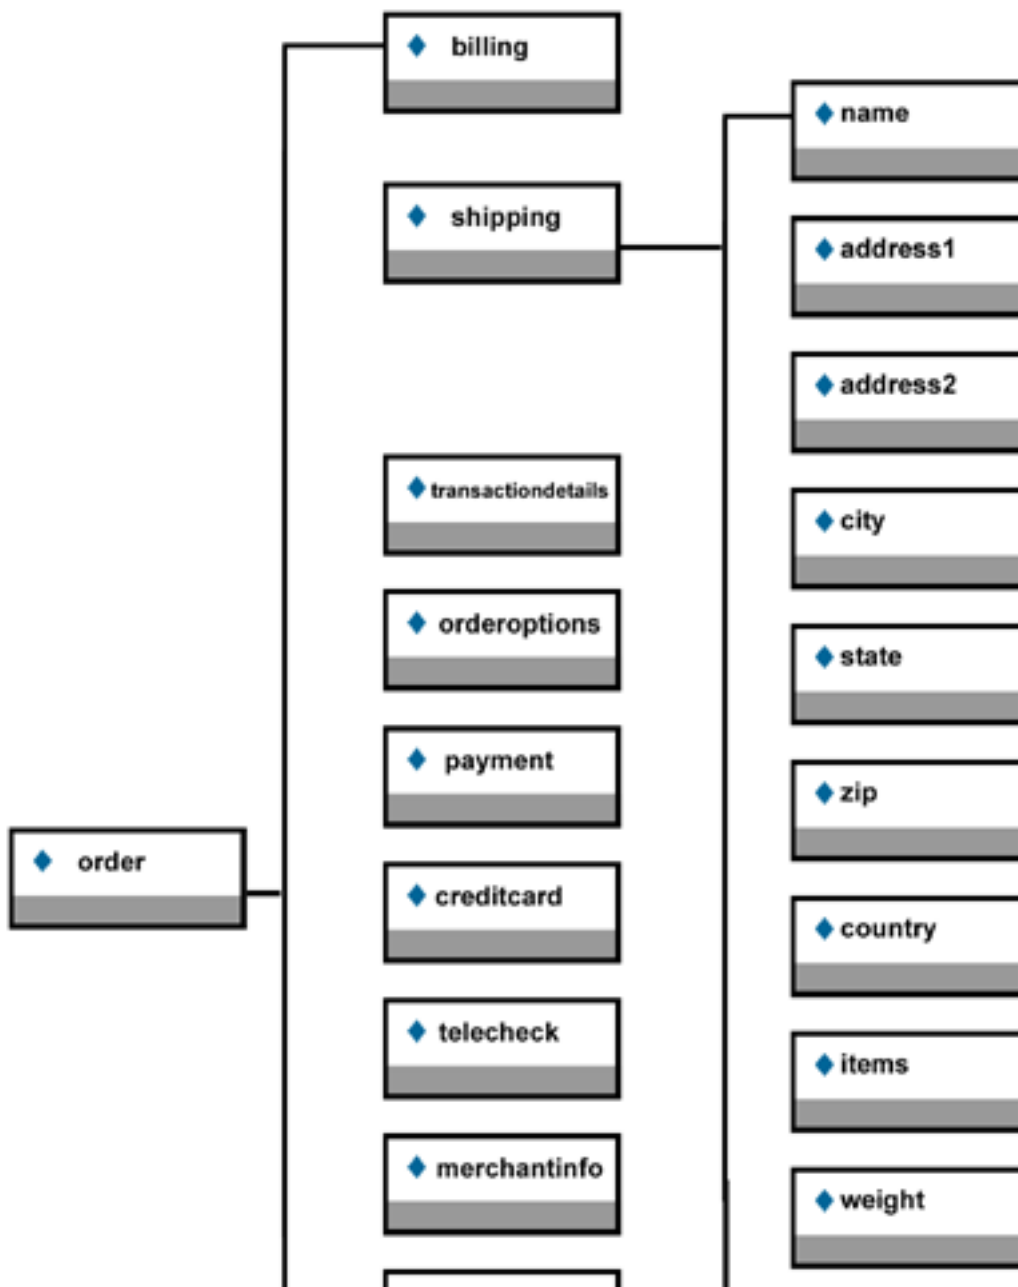 billing
shipping
transactiondetails
orderoptions
payment
order
creditcard
telecheck
merchantinfo
name
address1
address2
city
state
zip
country
items
weight